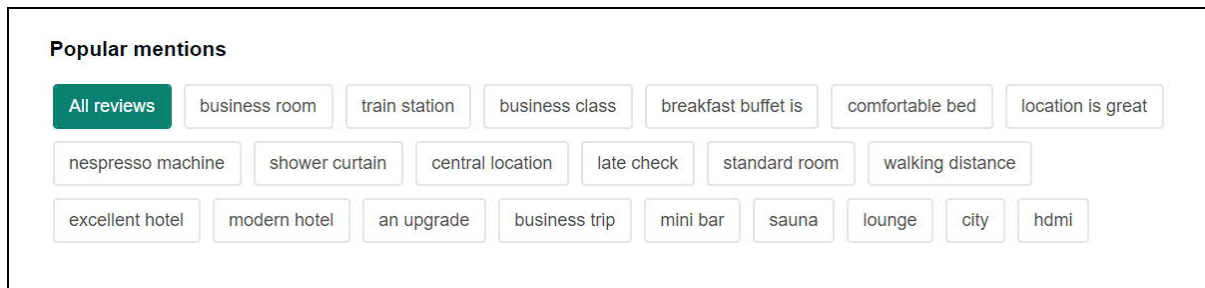 Popular mentions
All reviews business room train station business class breakfast buffet is comfortable bed location is great
nespresso machine shower curtain central location late check standard room walking distance
excellent hotel modern hotel an upgrade business trip mini bar sauna lounge city hdmi